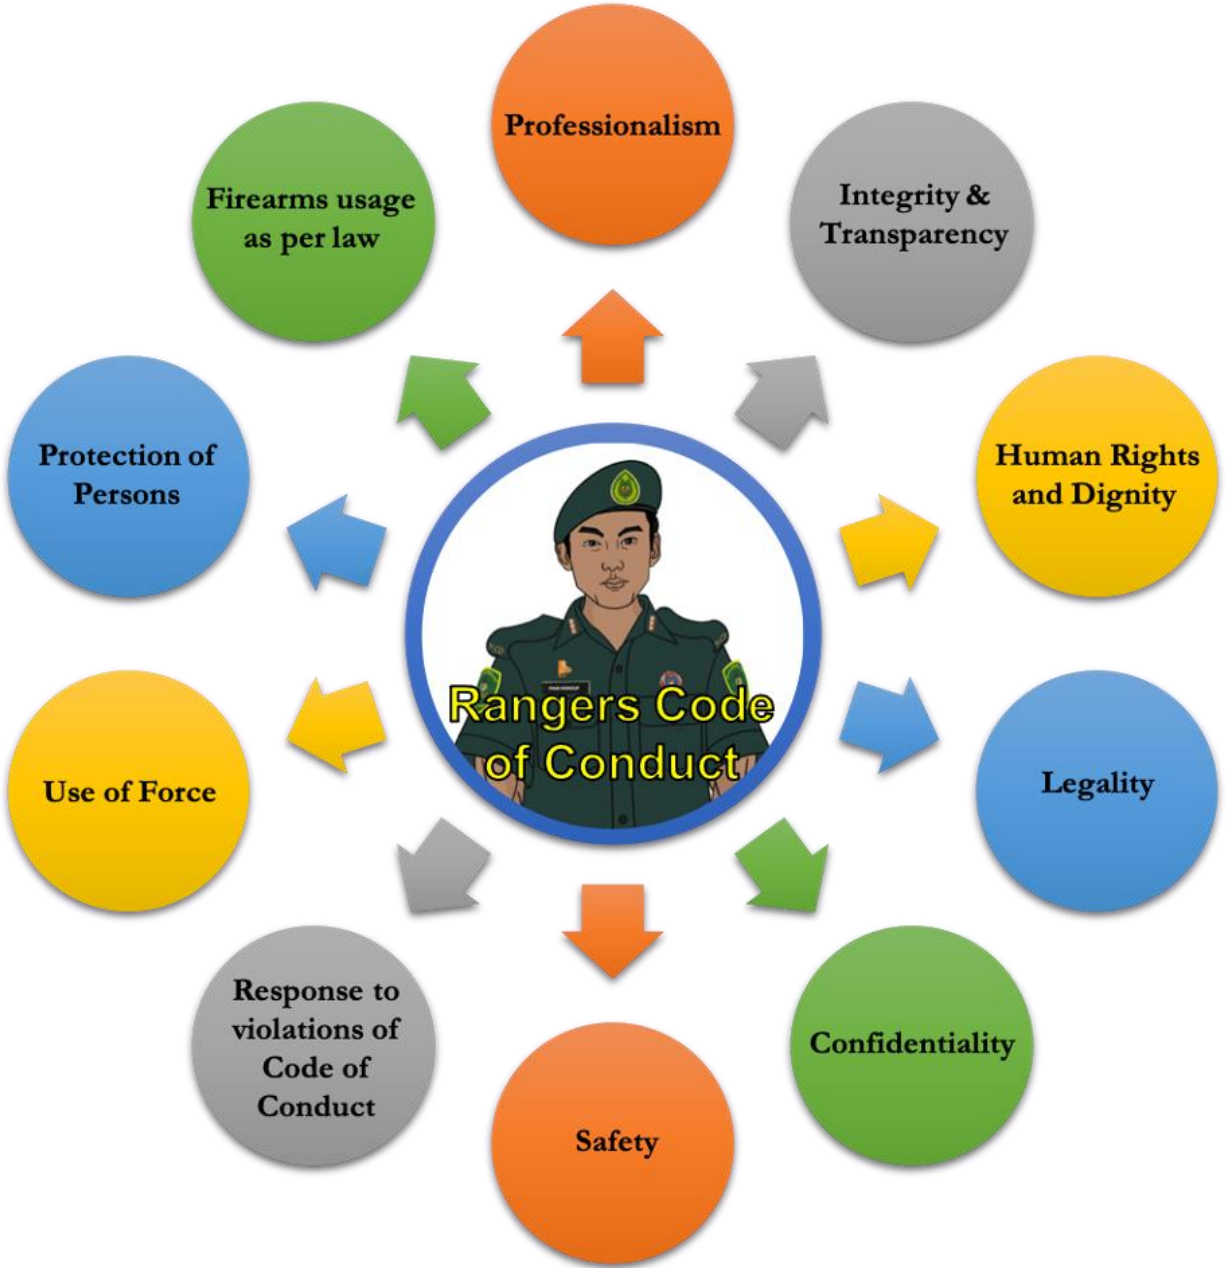 Professionalism
Integrity &
Transparency
Human Rights
and Dignity
Legality
Confidentiality
Safety
Response to
violations of
Code of
Conduct
Use of Force
Protection of
Persons
Firearms usage
as per law
Rangers Code
of Conduct